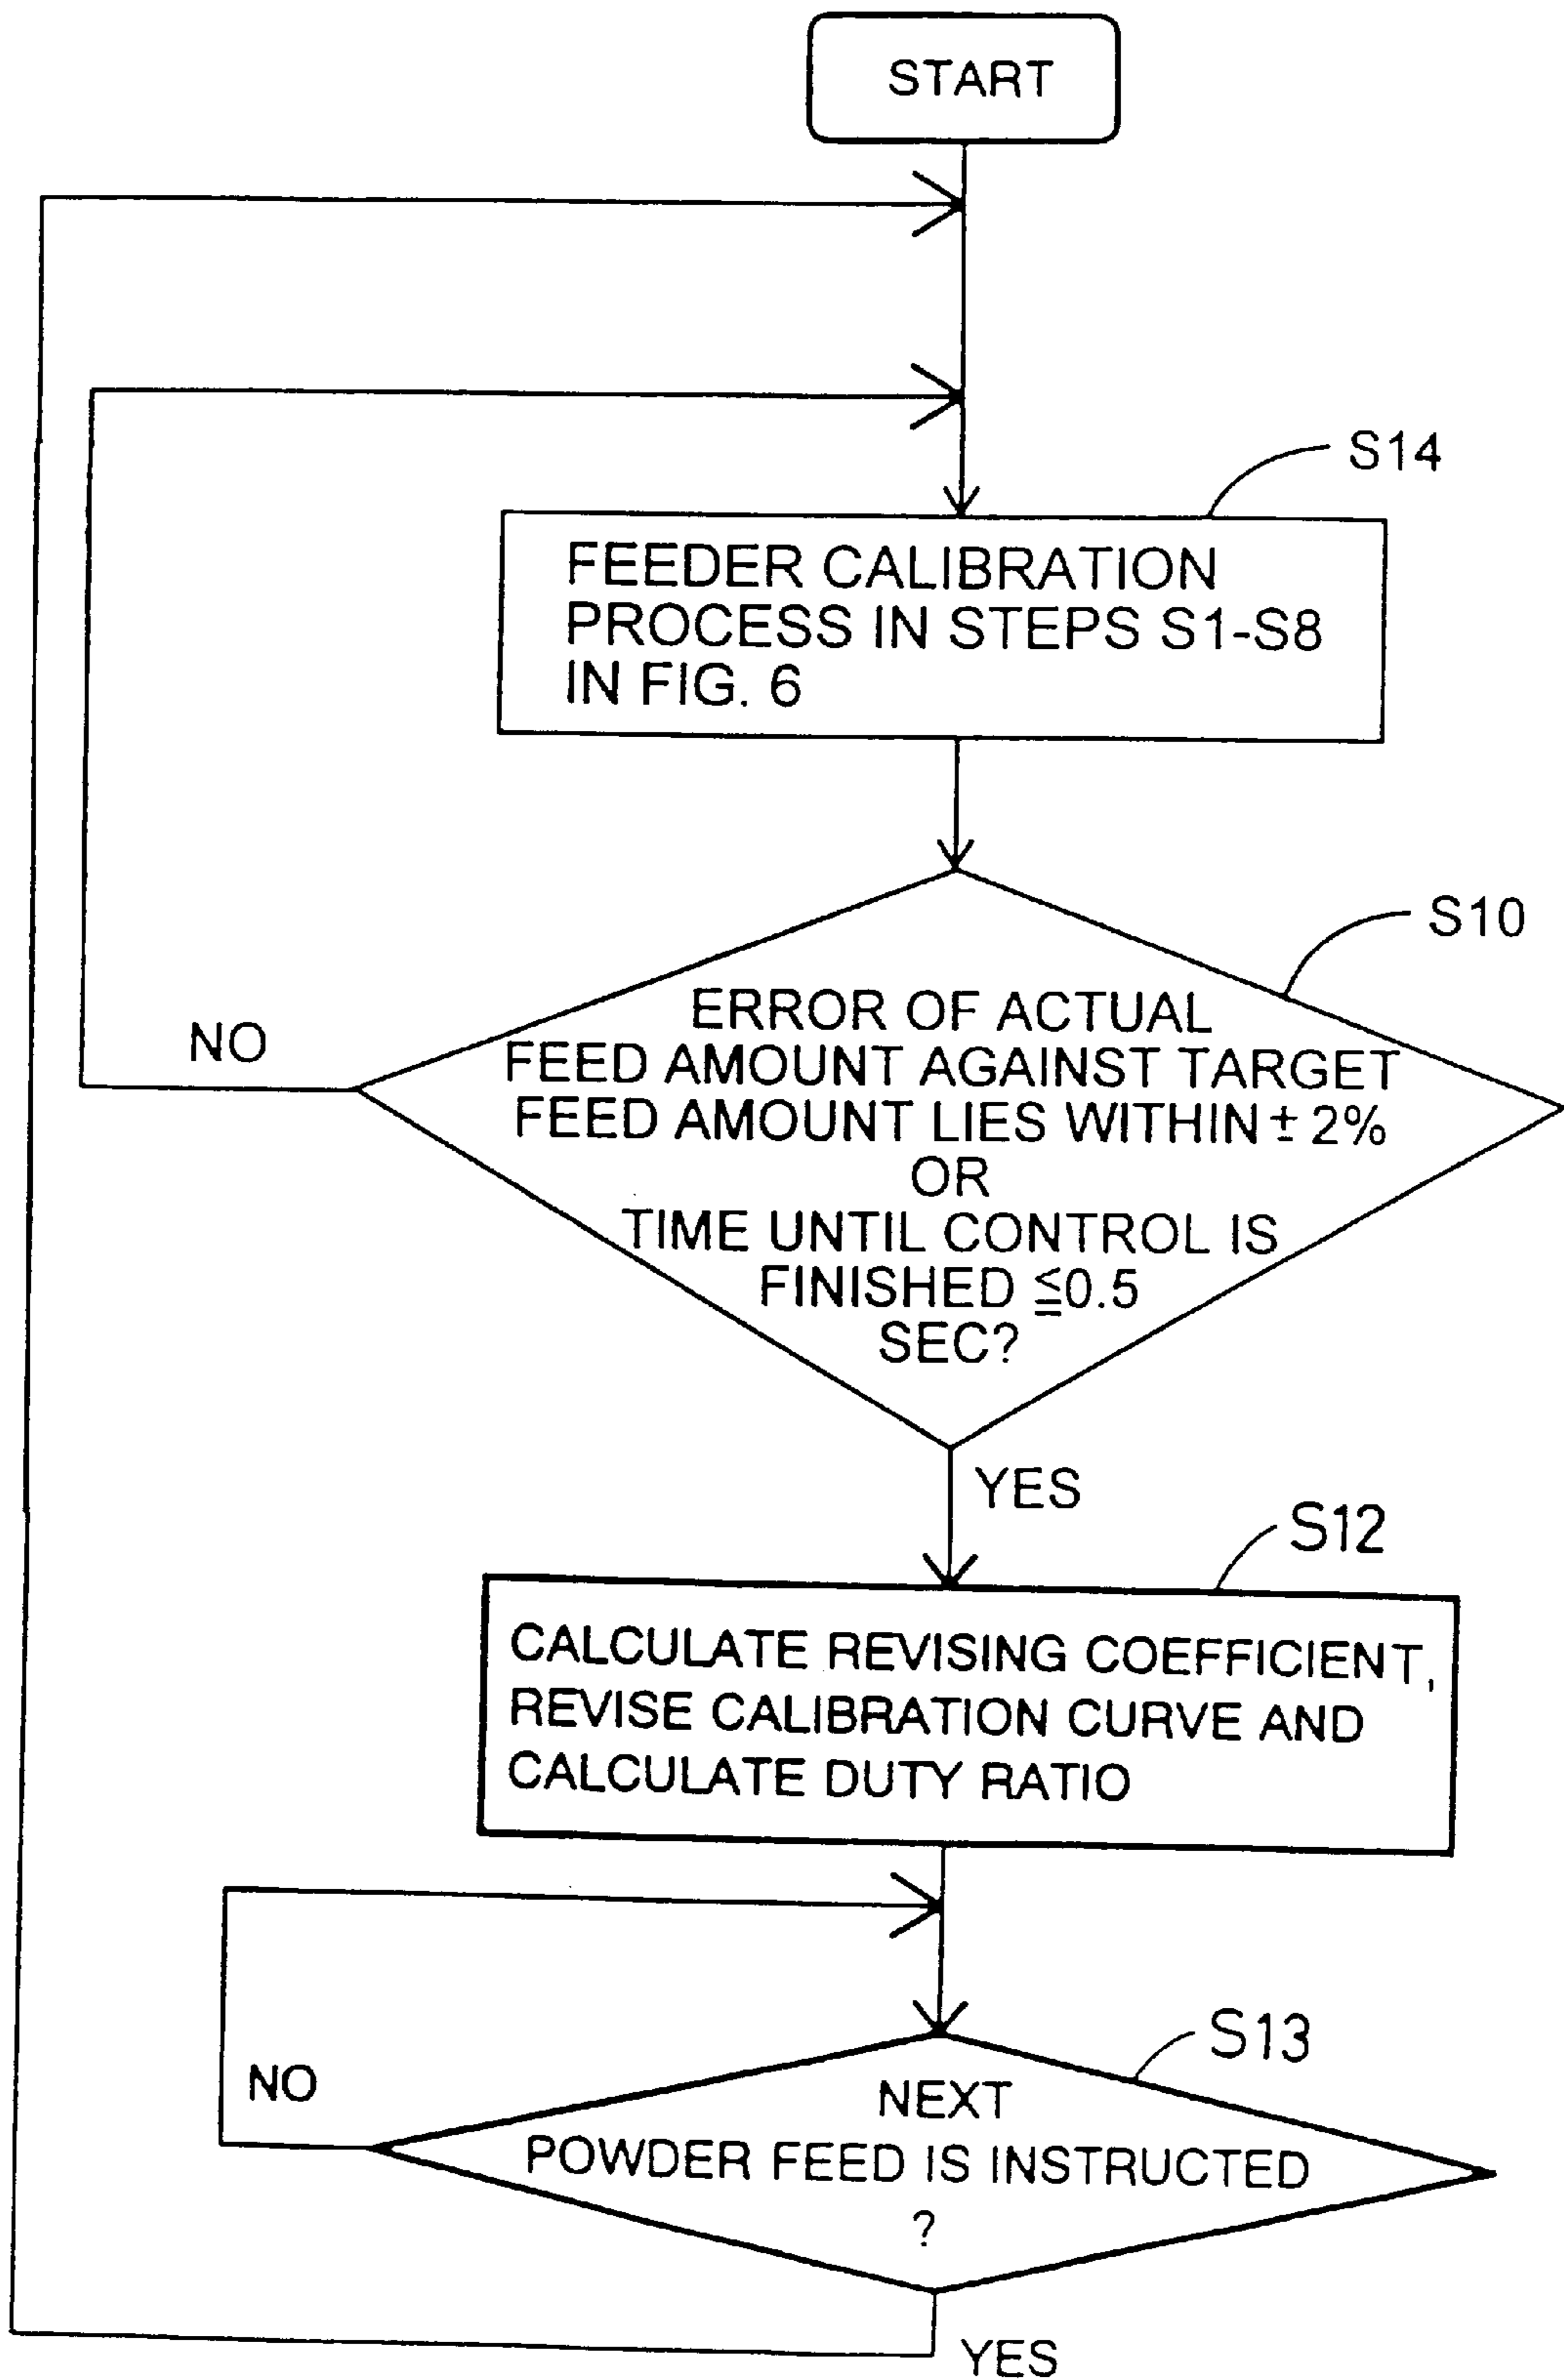 START
S14
FEEDER CALIBRATION
PROCESS IN STEPS S1-S8
IN FIG. 6
S10
ERROR OF ACTUAL
NO
FEED AMOUNT AGAINST TARGET
FEED AMOUNT LIES WITHIN ± 2%
OR
TIME UNTIL CONTROL IS
FINISHED ≦0.5
SEC?
YES
S12
CALCULATE REVISING COEFFICIENT,
REVISE CALIBRATION CURVE AND
CALCULATE DUTY RATIO
S13
NO
NEXT
POWDER FEED IS INSTRUCTED
?
YES